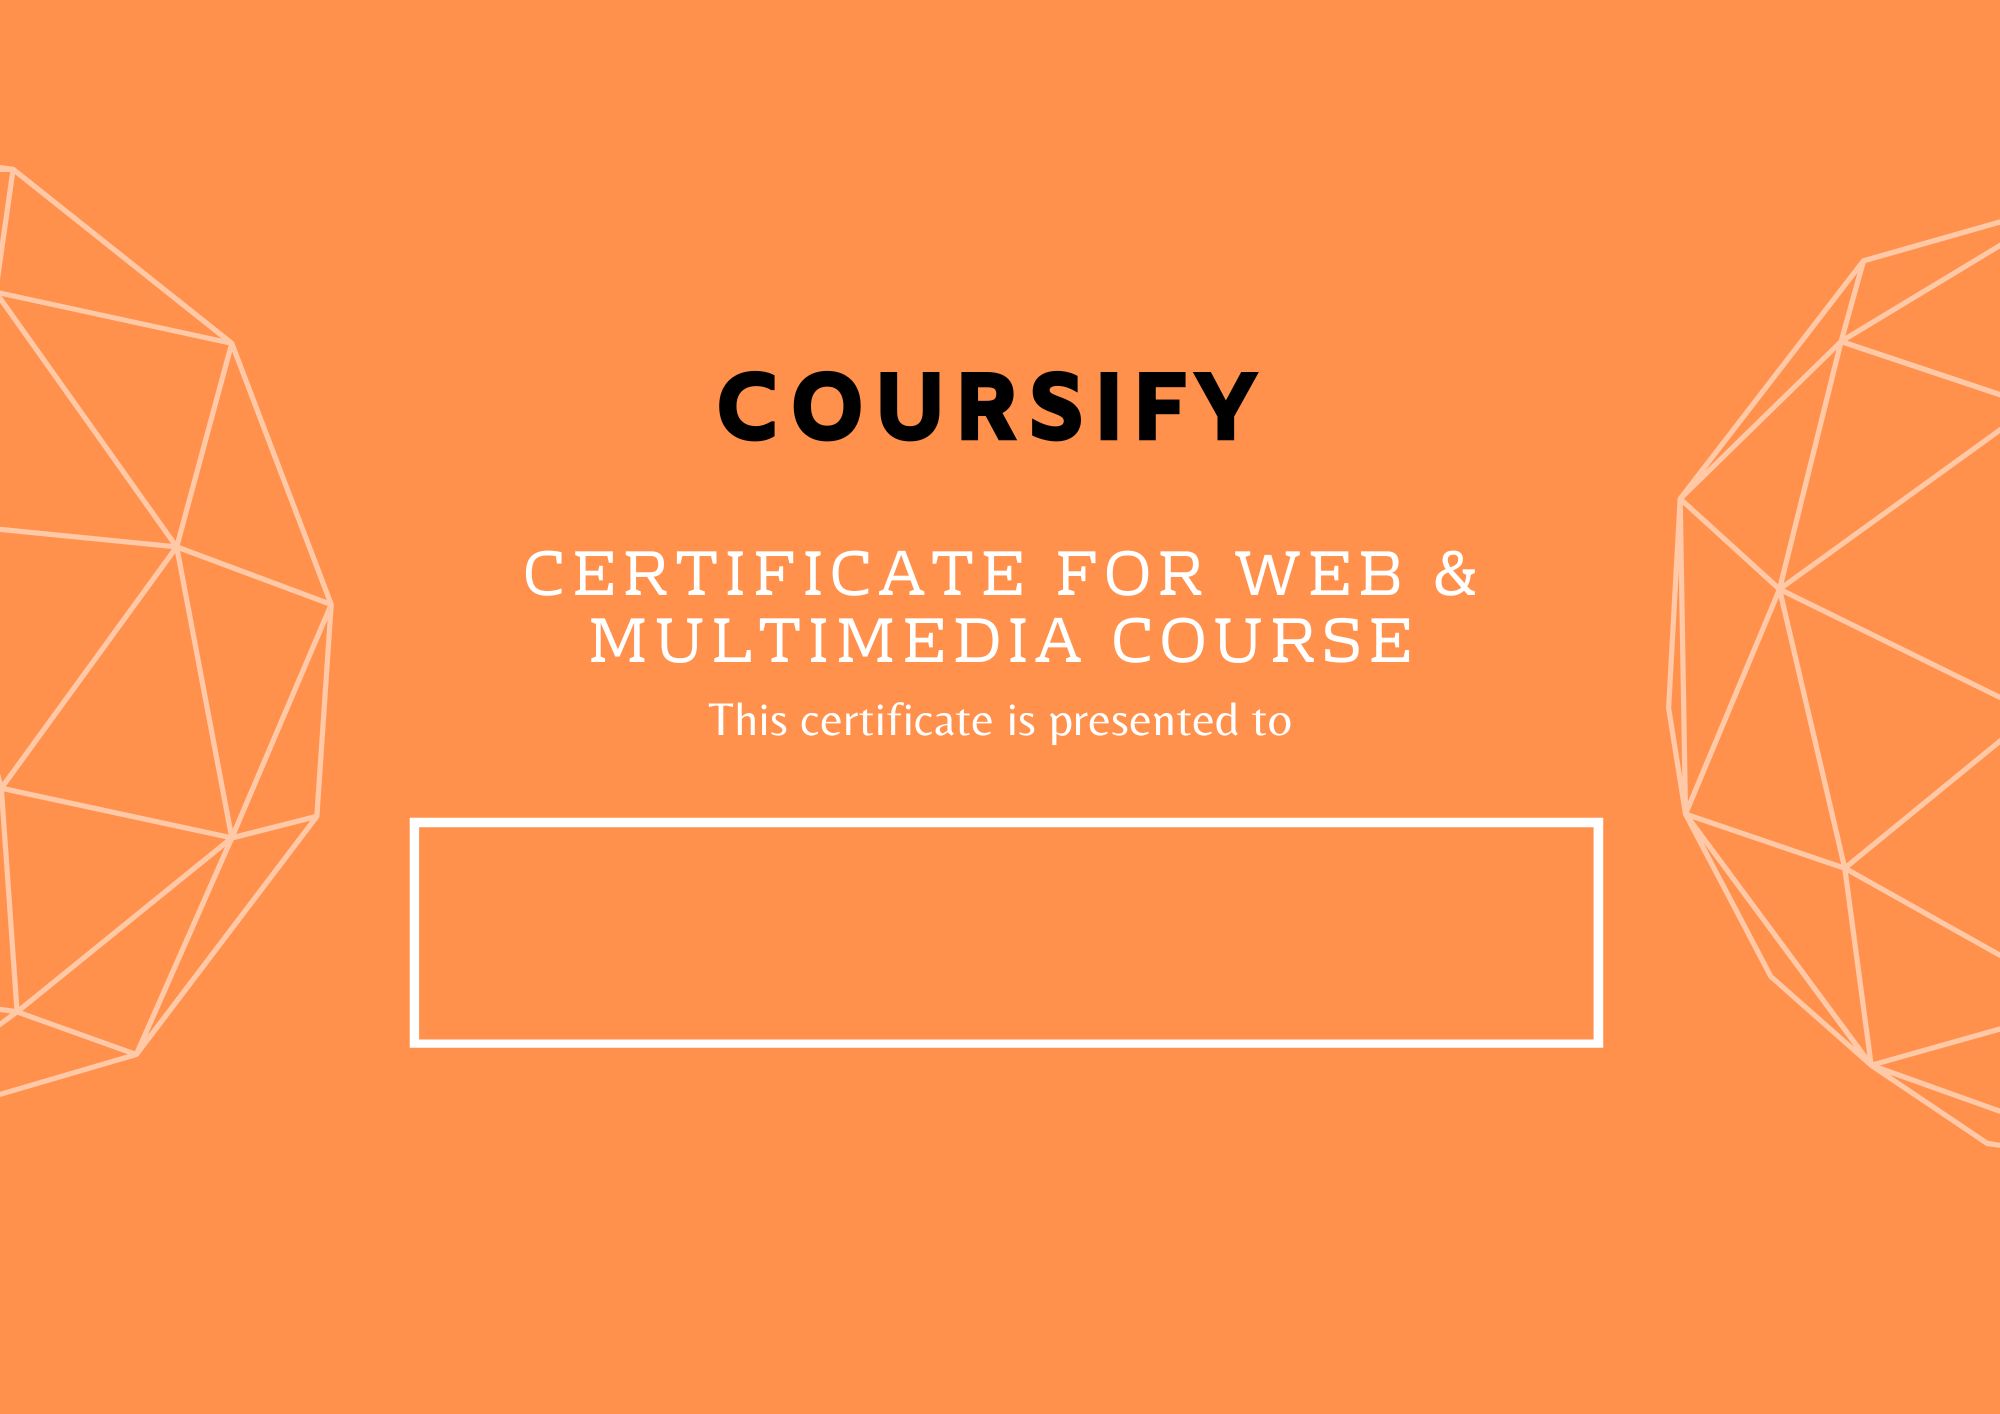 COURSIFY
CERTIFICATE FOR WEB &
MULTIMEDIA COURSE
This certificate is presented to